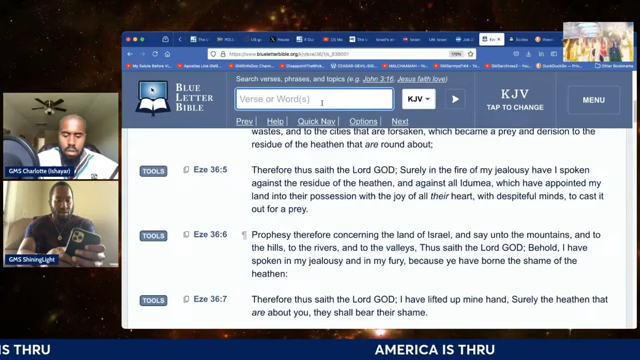 https://www.blueletterbible.org/kjv/eze/36/1/s_838001
170%
Other Bookmarks
BLUE
LETTER
BIBLE
Search verses, phrases, and topics (e.g. John 3:16, Jesus faith love)
Verse or Word(s)
KJV
KJV
TAP TO CHANGE
MENU
Prev Help Quick Nav Options Next
wastes, and to the cities that are forsaken, which became a prey and derision to the
residue of the heathen that are round about;
TOOLS Eze 36:5 Therefore thus saith the Lord GOD; Surely in the fire of my jealousy have I spoken
against the residue of the heathen, and against all Idumea, which have appointed my
land into their possession with the joy of all their heart, with despiteful minds, to cast it
out for a prey.
TOOLS Eze 36:6 ¶ Prophesy therefore concerning the land of Israel, and say unto the mountains, and to
the hills, to the rivers, and to the valleys, Thus saith the Lord GOD; Behold, I have
spoken in my jealousy and in my fury, because ye have borne the shame of the
heathen:
TOOLS Eze 36:7 Therefore thus saith the Lord GOD; I have lifted up mine hand, Surely the heathen that
are about you, they shall bear their shame.
GMS Charlotte (Ishayar)
GMS ShiningLight
IS THRU
AMERICA IS THRU